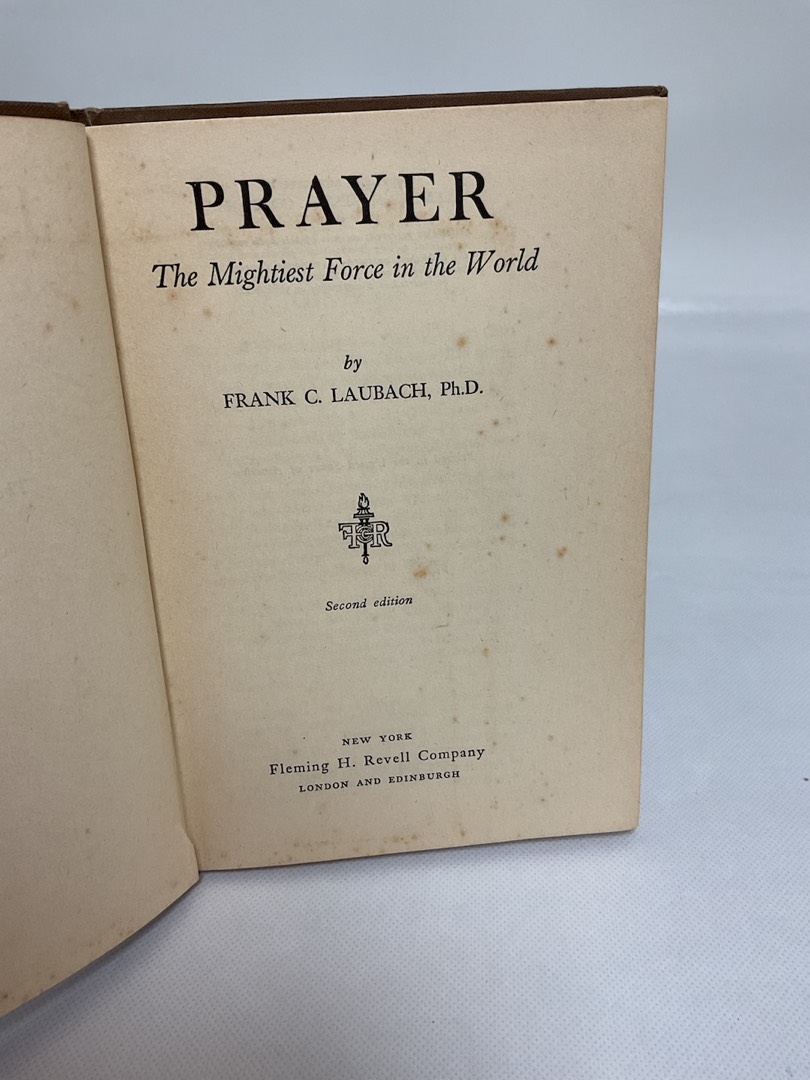 PRAYER
The Mightiest Force in the World
by
FRANK C. LAUBACH, Ph.D.
FCR
Second edition
NEW YORK
Fleming H. Revell Company
LONDON AND EDINBURGH